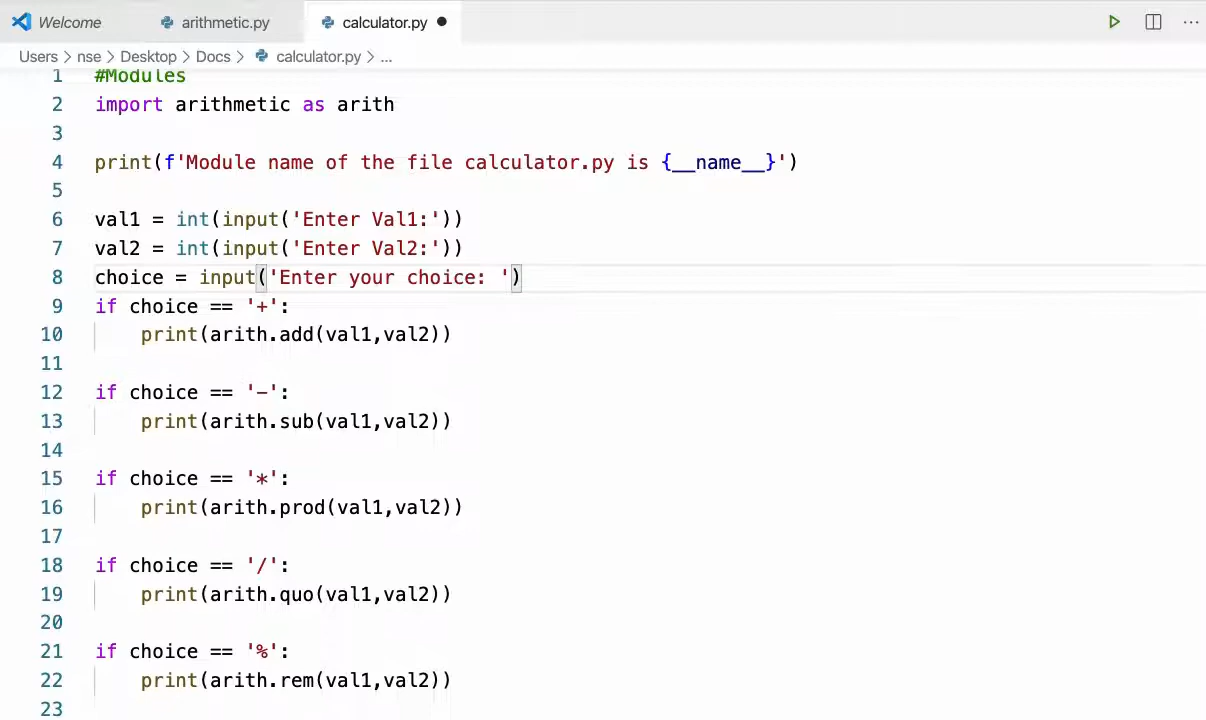 Welcome arithmetic.py calculator.py
Users > nse > Desktop > Docs > calculator.py > ...
1 #Modules
2 import arithmetic as arith
3
4 print(f'Module name of the file calculator.py is {__name__}')
5
6 val1 = int(input('Enter Val1:'))
7 val2 = int(input('Enter Val2:'))
8 choice = input('Enter your choice: ')
9 if choice == '+':
10     print(arith.add(val1,val2))
11
12 if choice == '-':
13     print(arith.sub(val1,val2))
14
15 if choice == '*':
16     print(arith.prod(val1,val2))
17
18 if choice == '/':
19     print(arith.quo(val1,val2))
20
21 if choice == '%':
22     print(arith.rem(val1,val2))
23